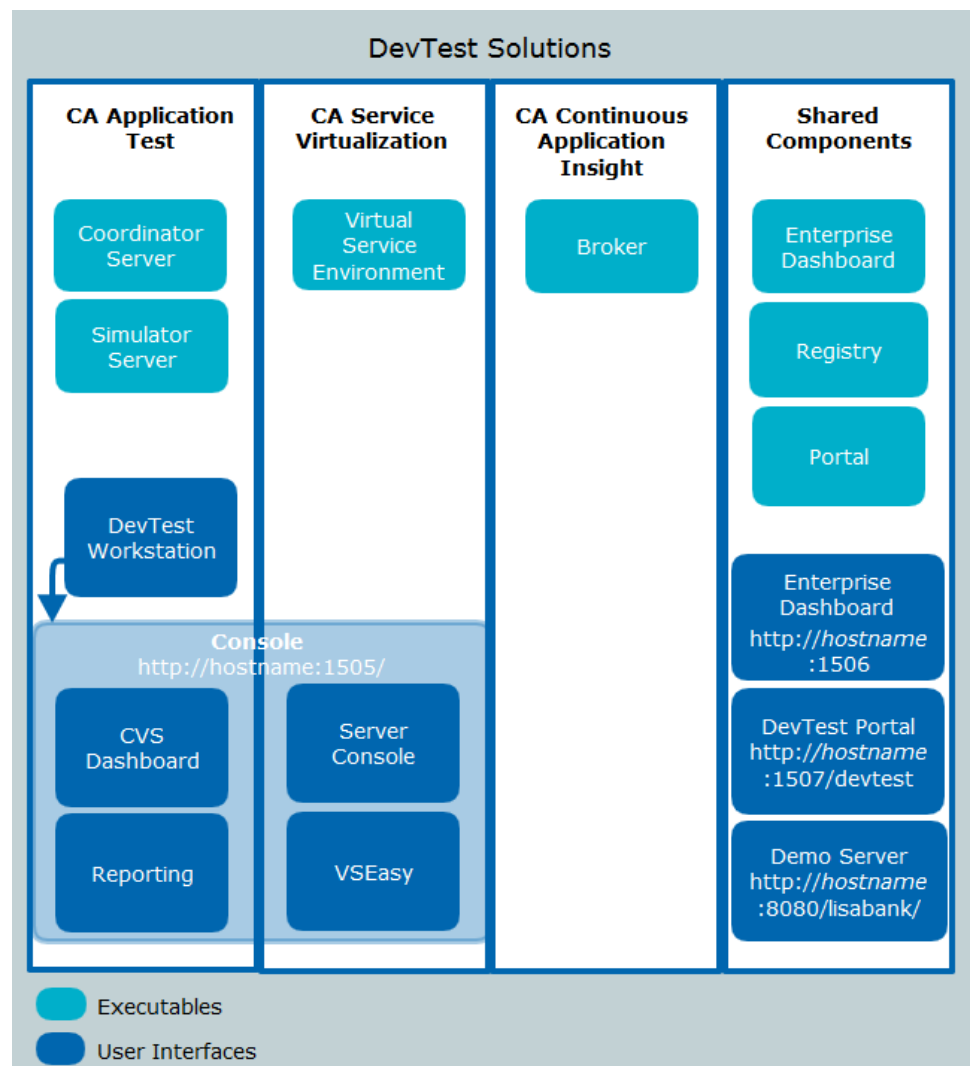 DevTest Solutions
CA Application
Test
CA Service
Virtualization
CA Continuous
Application
Insight
Shared
Components
Coordinator
Server
Simulator
Server
DevTest
Workstation
Virtual
Service
Environment
Broker
Enterprise
Dashboard
Registry
Portal
Console
http://hostname:1505/
CVS
Dashboard
Reporting
Server
Console
VSEasy
Enterprise
Dashboard
http://hostname
:1506
DevTest Portal
http://hostname
:1507/devtest
Demo Server
http://hostname
:8080/lisabank/
Executables
User Interfaces